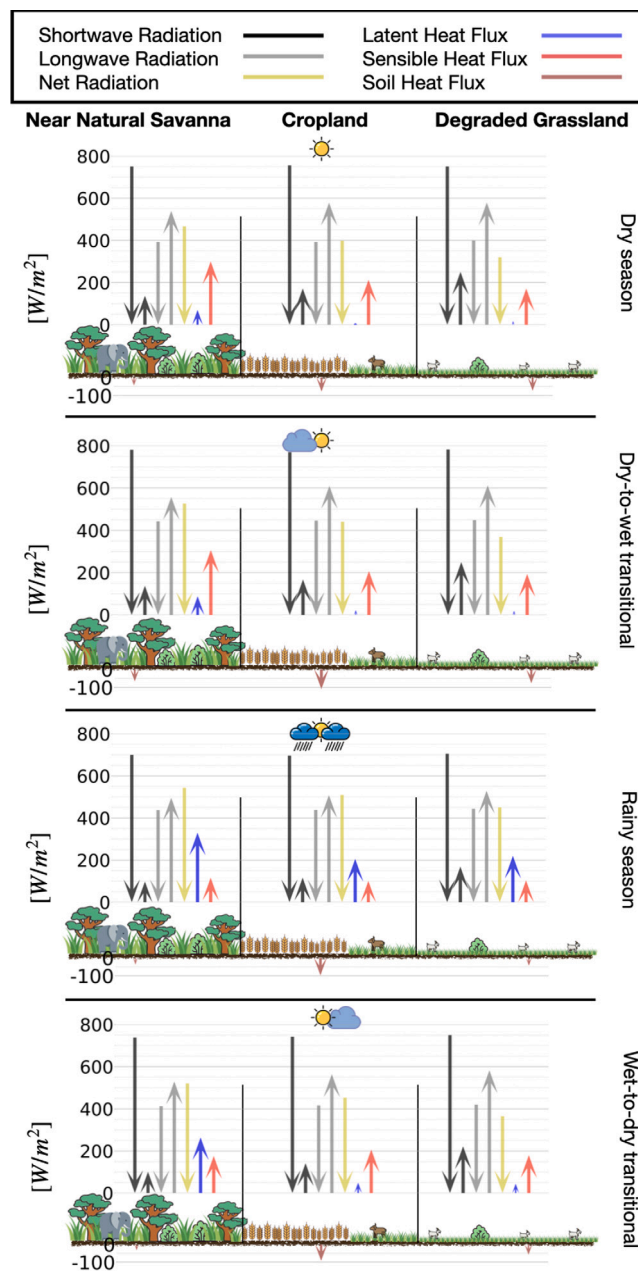 Shortwave Radiation Latent Heat Flux
Longwave Radiation Sensible Heat Flux
Net Radiation Soil Heat Flux
Near Natural Savanna Cropland Degraded Grassland
800
600
400
200
0
[W/m²]
Dry season
0
-100
800
600
400
200
0
[W/m²]
Dry-to-wet transitional
0
-100
800
600
400
200
0
[W/m²]
Rainy season
0
-100
800
600
400
200
0
[W/m²]
Wet-to-dry transitional
0
-100